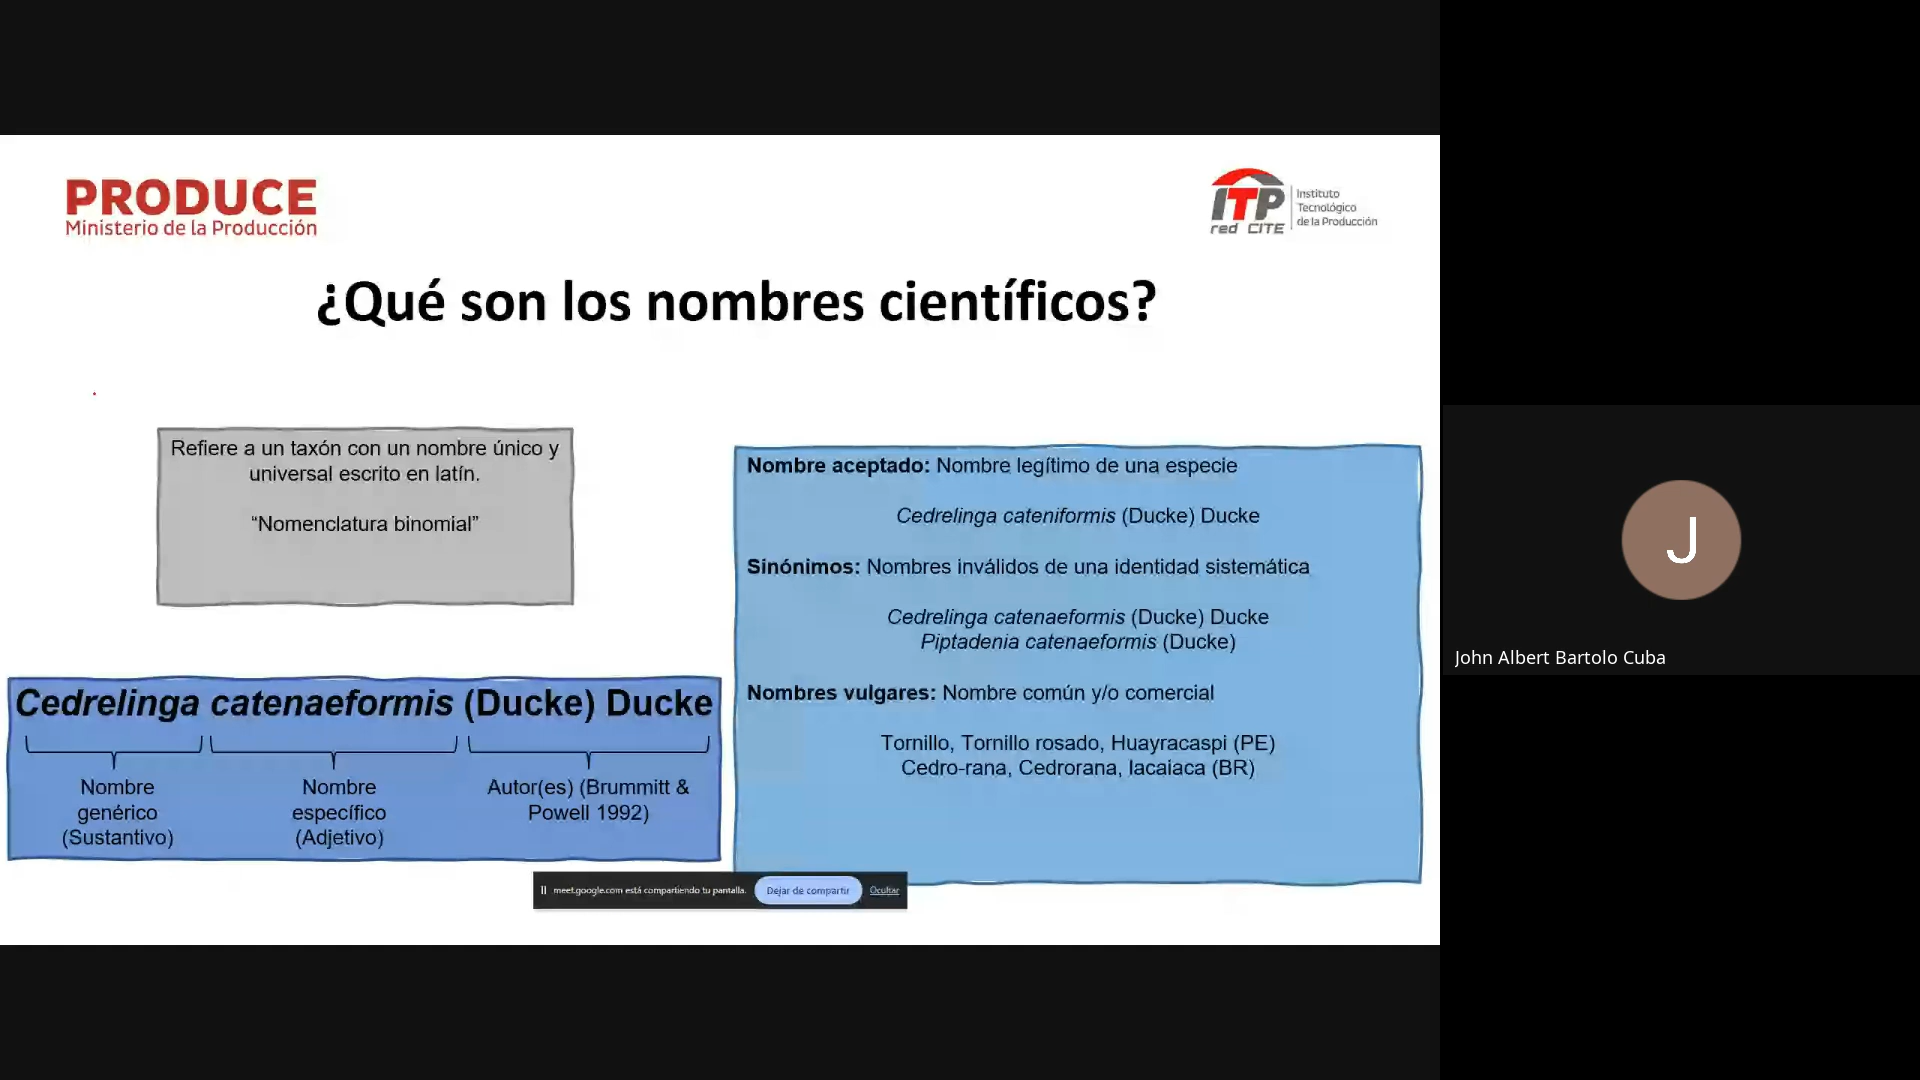 PRODUCE
Ministerio de la Producción
ITP
red CITE
Instituto
Tecnológico
de la Producción
¿Qué son los nombres científicos?
Refiere a un taxón con un nombre único y
universal escrito en latín.
“Nomenclatura binomial”
Cedrelinga catenaeformis (Ducke) Ducke
Nombre
genérico
(Sustantivo)
Nombre
específico
(Adjetivo)
Autor(es) (Brummitt &
Powell 1992)
Nombre aceptado: Nombre legítimo de una especie
Cedrelinga cateniformis (Ducke) Ducke
Sinónimos: Nombres inválidos de una identidad sistemática
Cedrelinga catenaeformis (Ducke) Ducke
Piptadenia catenaeformis (Ducke)
Nombres vulgares: Nombre común y/o comercial
Tornillo, Tornillo rosado, Huayracaspi (PE)
Cedro-rana, Cedrorana, Iacaiaca (BR)
meet.google.com está compartiendo tu pantalla.
Dejar de compartir
Ocultar
J
John Albert Bartolo Cuba